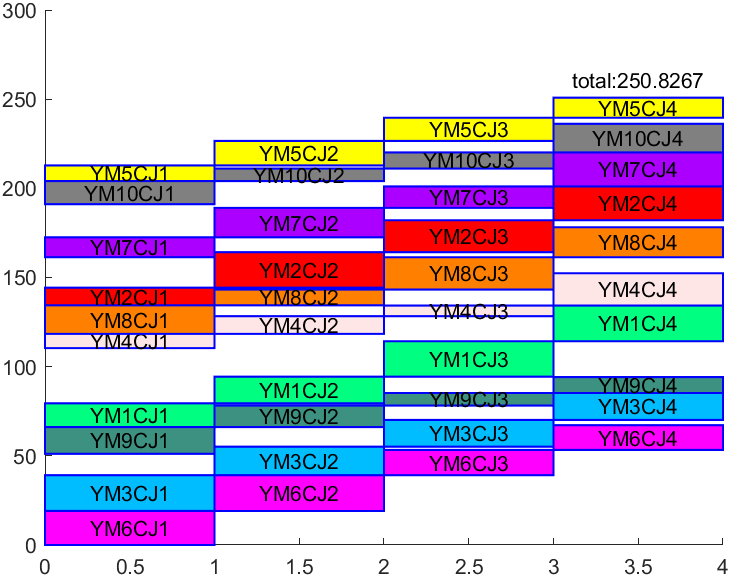 300
250
200
150
100
50
0
total:250.8267
YM5CJ1
YM5CJ2
YM5CJ3
YM5CJ4
YM10CJ1
YM10CJ2
YM10CJ3
YM10CJ4
YM7CJ1
YM7CJ2
YM7CJ3
YM7CJ4
YM2CJ1
YM2CJ2
YM2CJ3
YM2CJ4
YM8CJ1
YM8CJ2
YM8CJ3
YM8CJ4
YM4CJ1
YM4CJ2
YM4CJ3
YM4CJ4
YM1CJ1
YM1CJ2
YM1CJ3
YM1CJ4
YM9CJ1
YM9CJ2
YM9CJ3
YM9CJ4
YM3CJ1
YM3CJ2
YM3CJ3
YM3CJ4
YM6CJ1
YM6CJ2
YM6CJ3
YM6CJ4
0 0.5 1 1.5 2 2.5 3 3.5 4